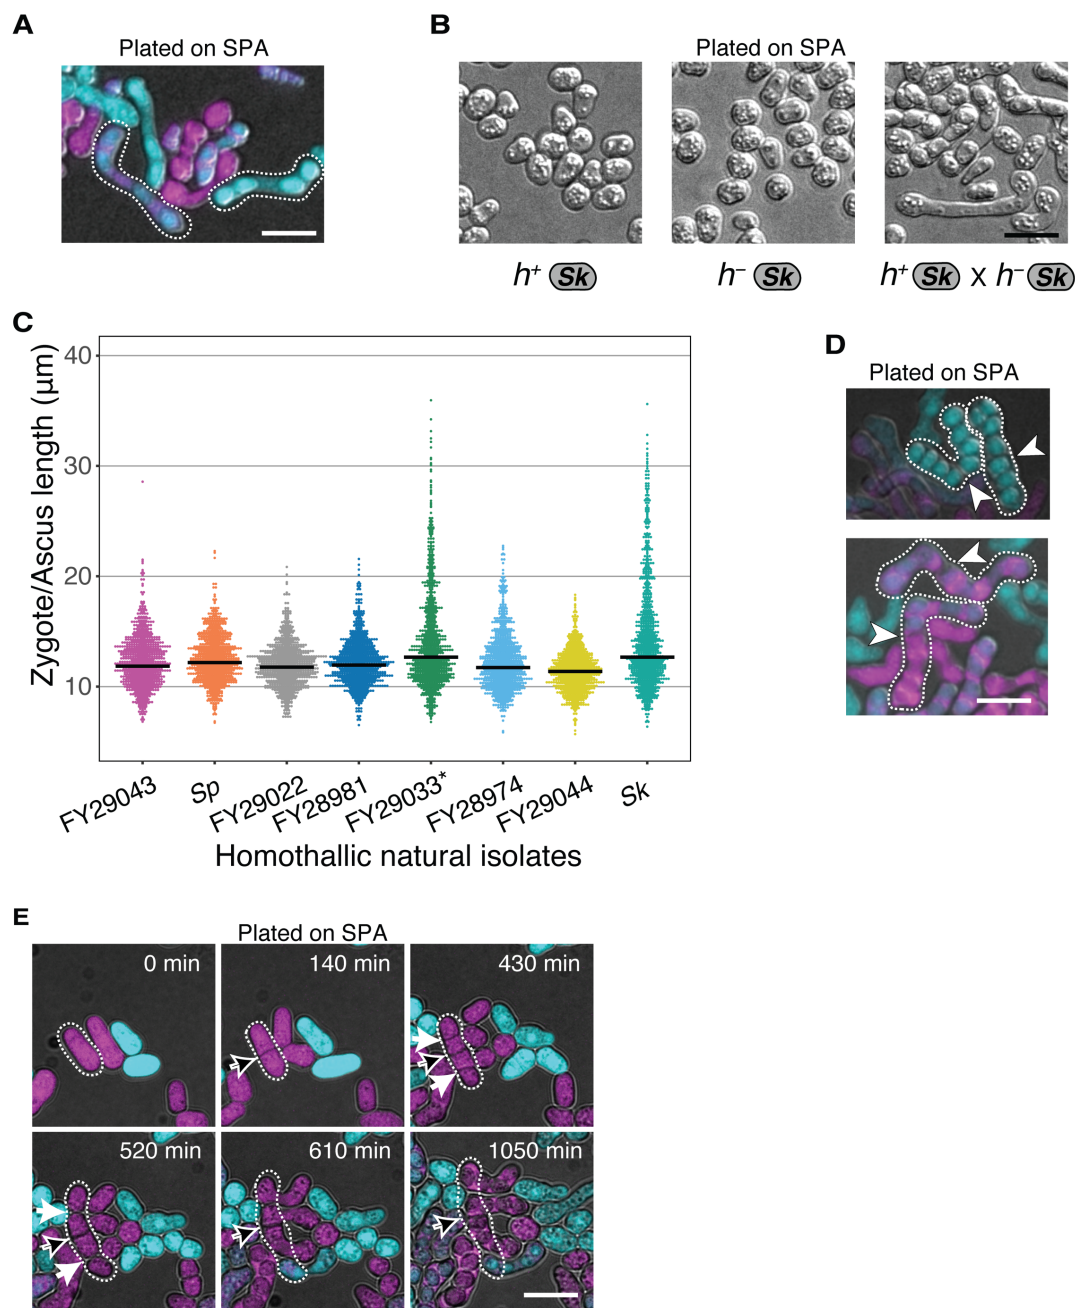 A
Plated on SPA
B
Plated on SPA
h+ Sk
h− Sk
h+ Sk X h− Sk
C
Zygote/Ascus length (µm)
40
30
20
10
FY29043
Sp
FY29022
FY28981
FY29033*
FY28974
FY29044
Sk
Homothallic natural isolates
D
Plated on SPA
E
Plated on SPA
0 min
140 min
430 min
520 min
610 min
1050 min